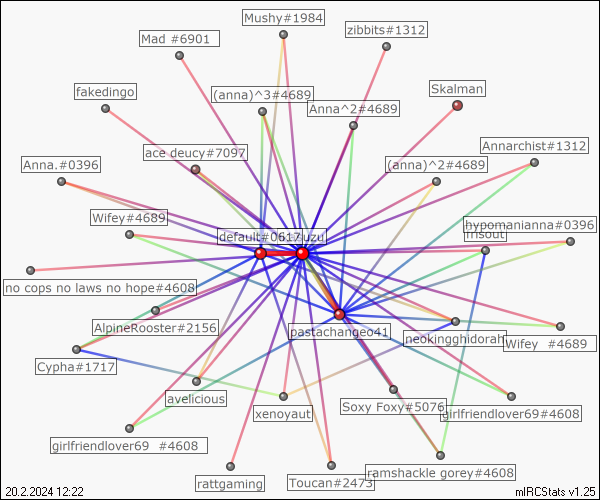 Mushy#1984
zibbits#1312
Mad #6901
Skalman
fakedingo
(anna)^3#4689
Anna^2#4689
Annarchist#1312
ace deucy#7097
Anna.#0396
(anna)^2#4689
Wifey#4689
hypomanianna#0396
default#0617
no cops no laws no hope#4608
AlpineRooster#2156
pastachangeo41
neokingghidorah
Wifey #4689
Cypha#1717
avelicious
xenoyaut
Soxy Foxy#5076
girlfriendlover69#4608
girlfriendlover69 #4608
rattgaming
Toucan#2473
ramshackle gorey#4608
20.2.2024 12:22
mIRCStats v1.25